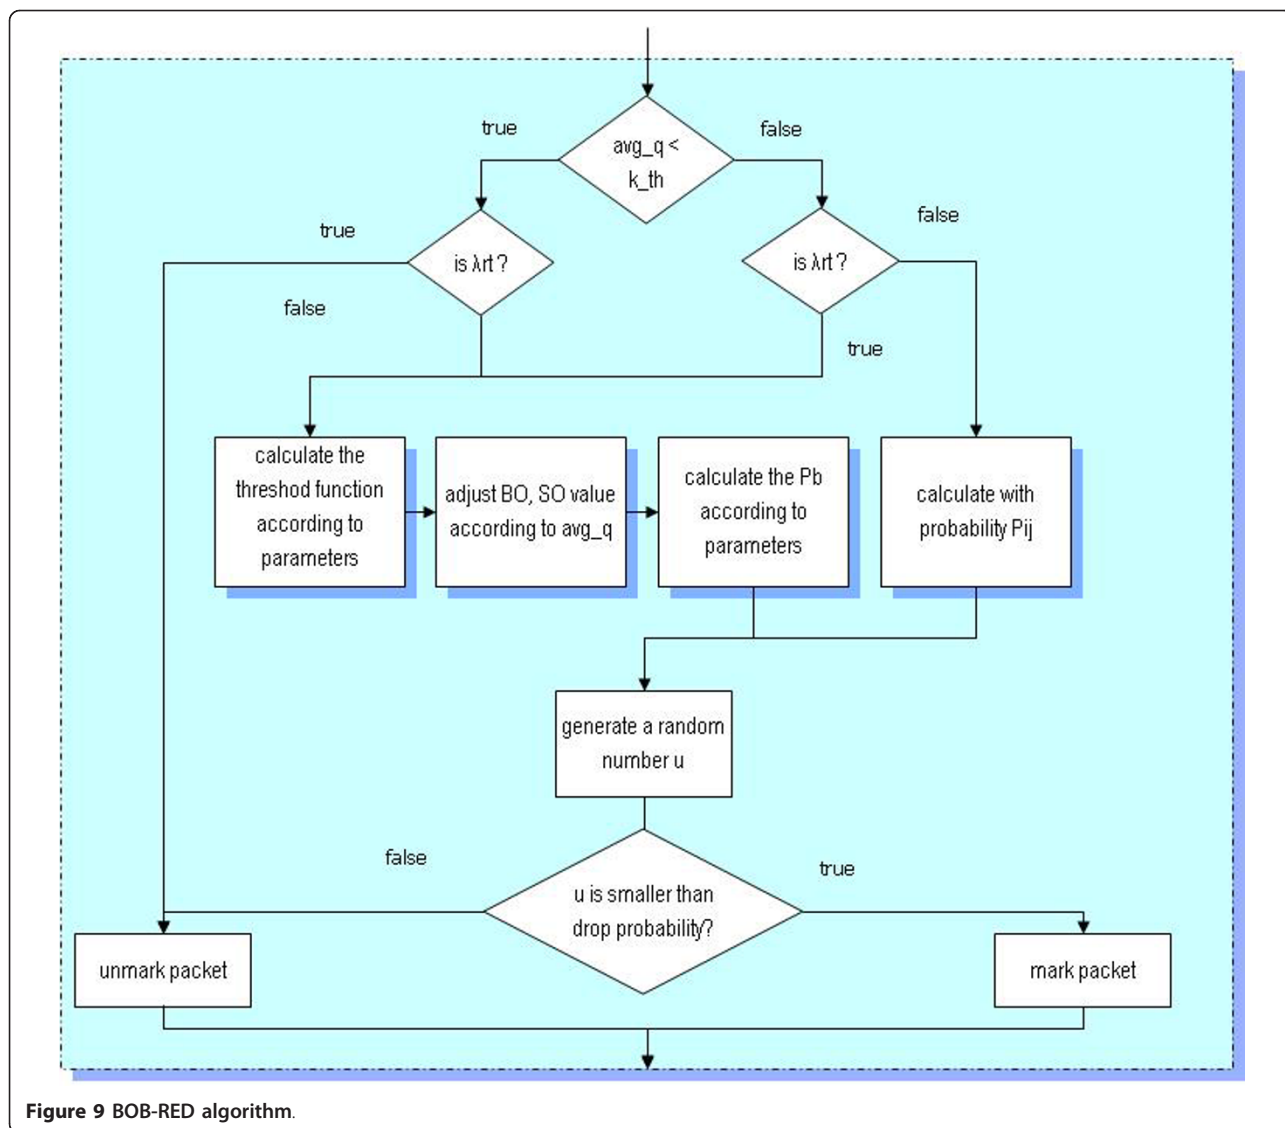 true
false
avg_q <
k_th
true
false
is λrt ?
is λrt ?
false
true
calculate the
threshod function
according to
parameters
adjust BO, SO value
according to avg_q
calculate the Pb
according to
parameters
calculate with
probability Pij
generate a random
number u
false
true
u is smaller than
drop probability?
unmark packet
mark packet
Figure 9 BOB-RED algorithm.